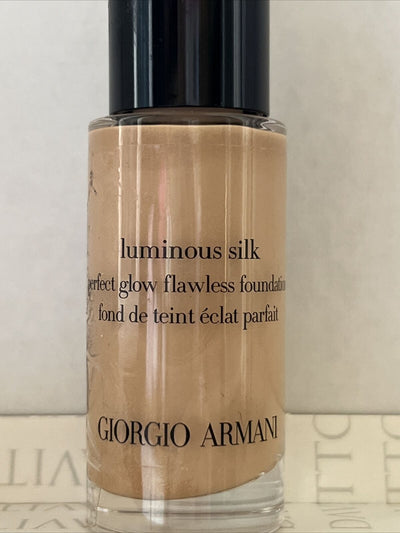 luminous silk
perfect glow flawless foundation
fond de teint éclat parfait
GIORGIO ARMANI